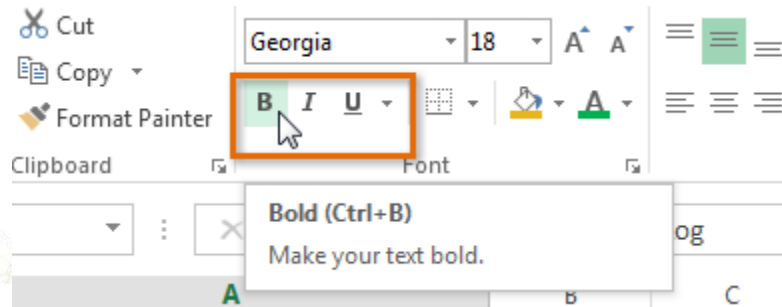 Cut
Georgia 18 A A
Copy
B I U A
Format Painter
Clipboard Font
Bold (Ctrl+B)
og
Make your text bold.
A B C